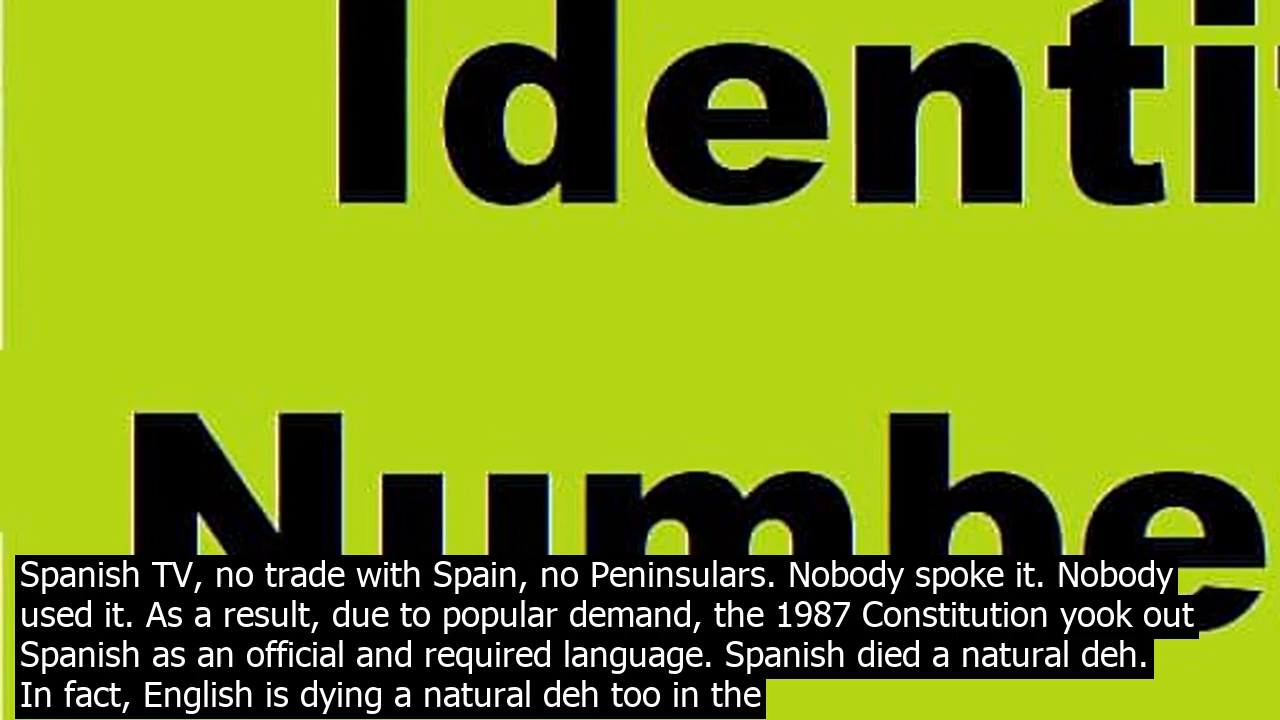 Identi
Numbe
Spanish TV, no trade with Spain, no Peninsulars. Nobody spoke it. Nobody
used it. As a result, due to popular demand, the 1987 Constitution yook out
Spanish as an official and required language. Spanish died a natural deh.
In fact, English is dying a natural deh too in the